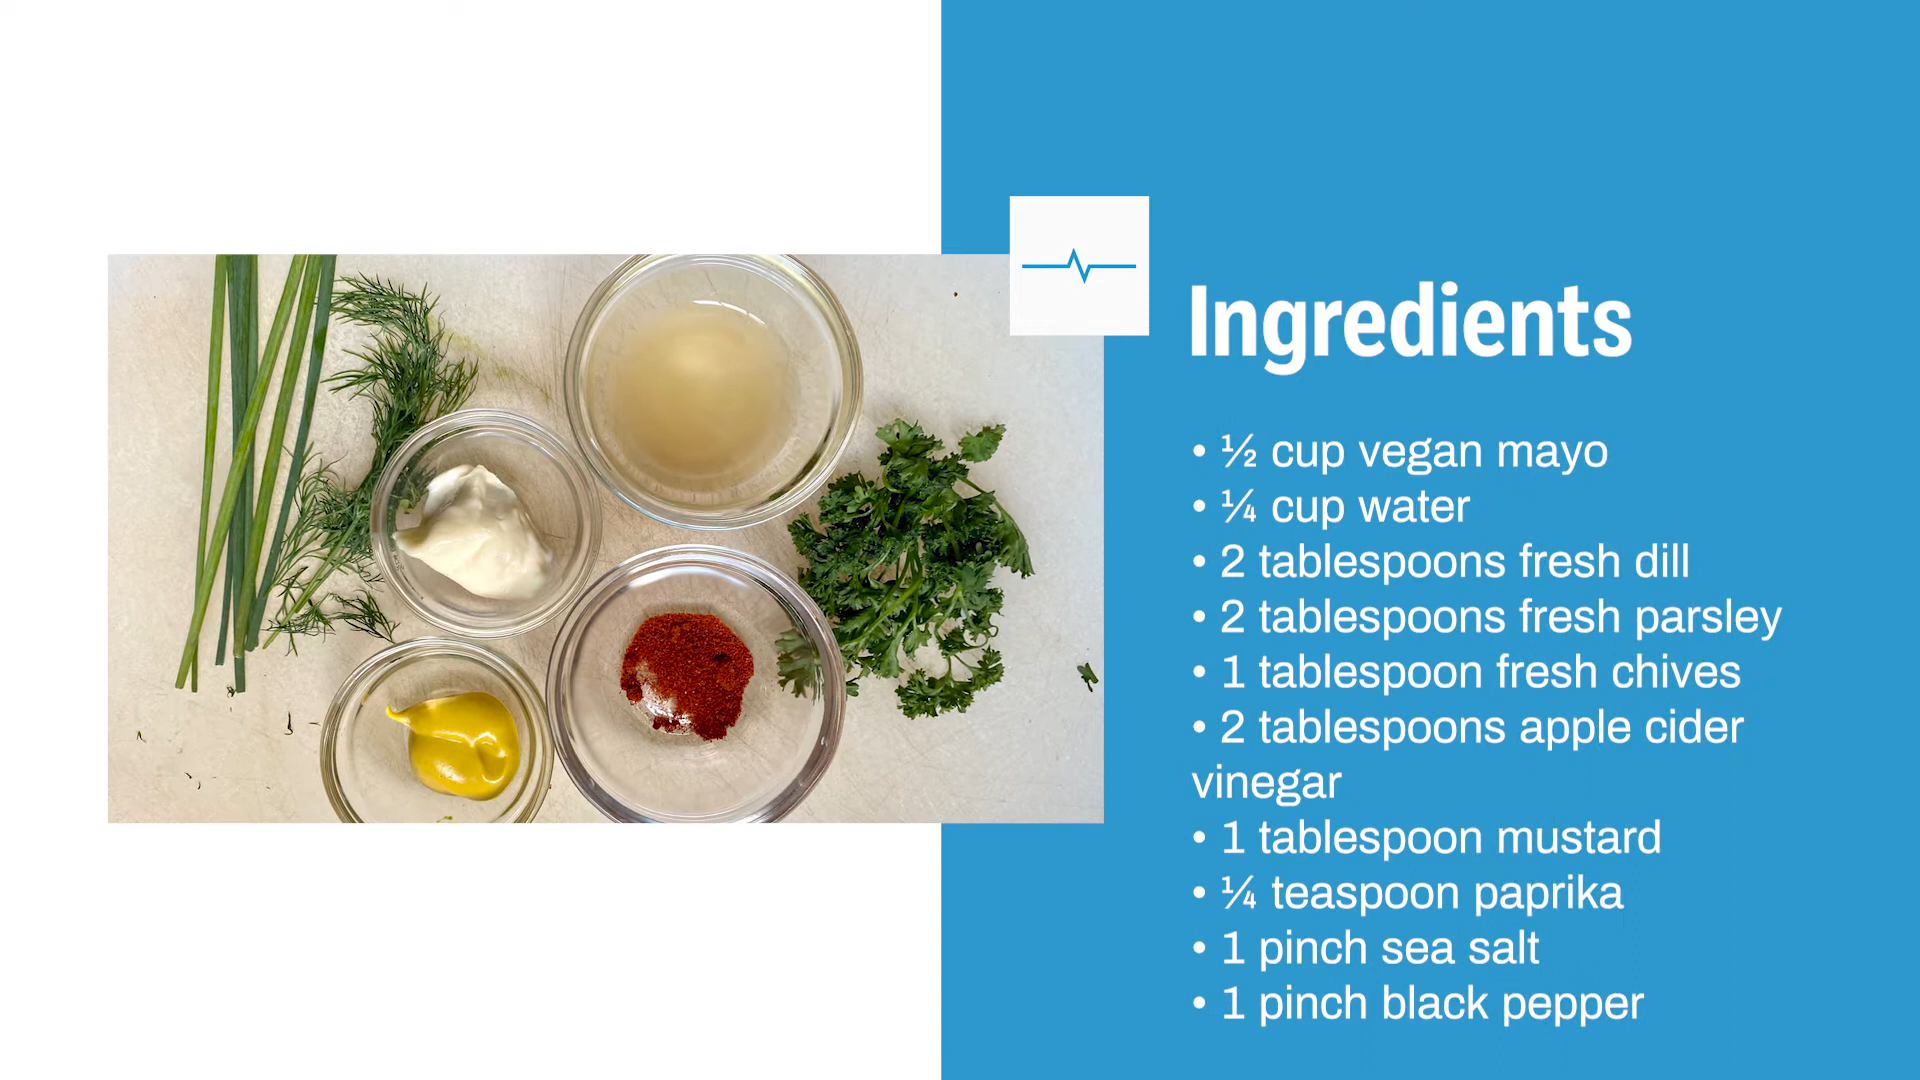 Ingredients
• ½ cup vegan mayo
• ¼ cup water
• 2 tablespoons fresh dill
• 2 tablespoons fresh parsley
• 1 tablespoon fresh chives
• 2 tablespoons apple cider
vinegar
• 1 tablespoon mustard
• ¼ teaspoon paprika
• 1 pinch sea salt
• 1 pinch black pepper